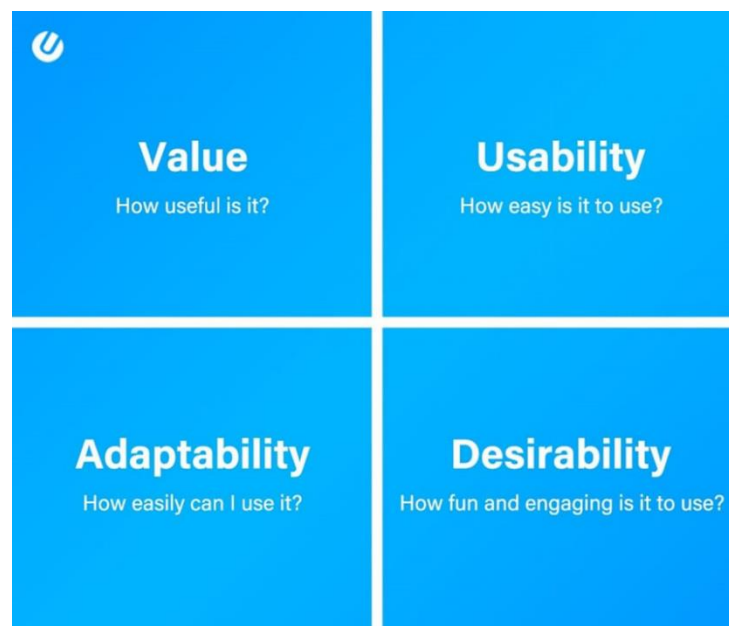 Value
How useful is it?
Usability
How easy is it to use?
Adaptability
How easily can I use it?
Desirability
How fun and engaging is it to use?